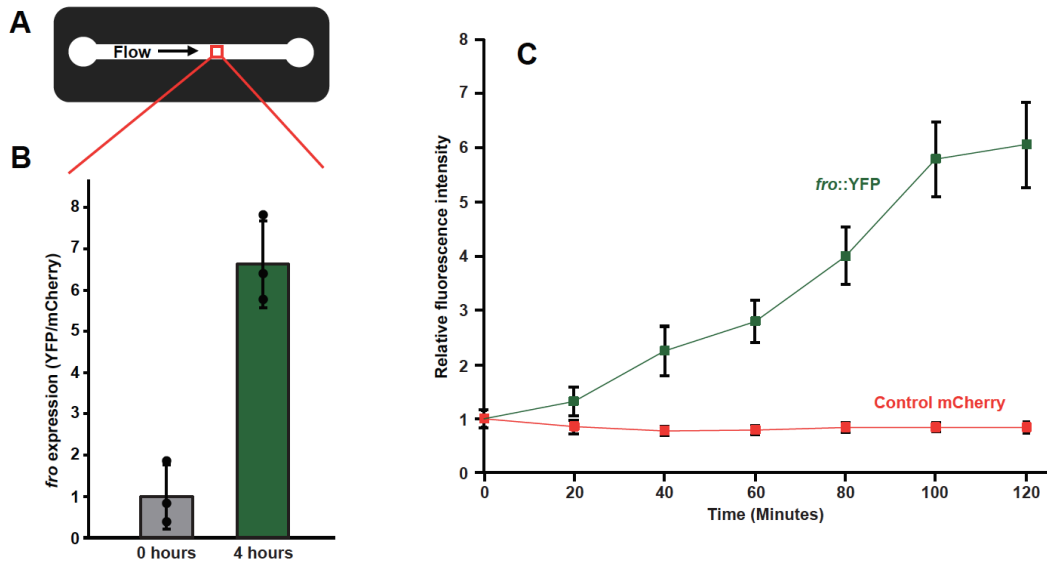 A
Flow
B
fro expression (YFP/mCherry)
8
7
6
5
4
3
2
1
0
0 hours
4 hours
C
Relative fluorescence intensity
8
7
6
5
4
3
2
1
0
fro::YFP
Control mCherry
0
20
40
60
80
100
120
Time (Minutes)